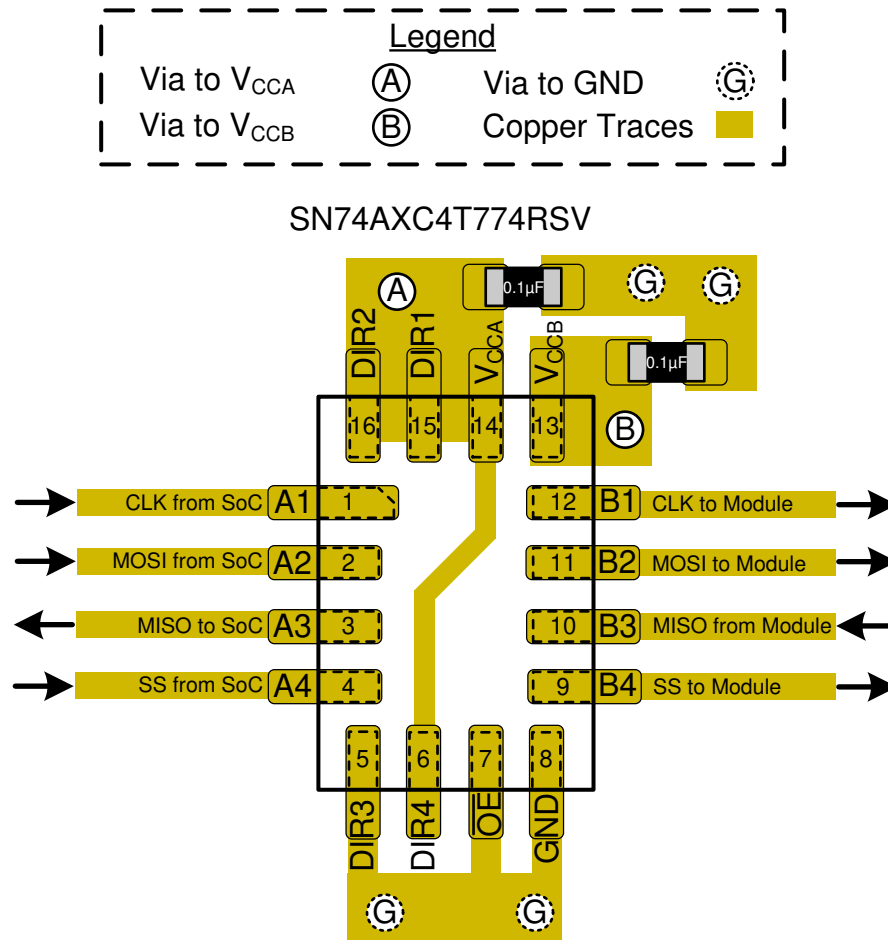 Legend
Via to VCCA A Via to GND G
Via to VCCB B Copper Traces
SN74AXC4T774RSV
A 0.1µF G G
DIR2 DIR1 VCCA VCCB 0.1µF
16 15 14 13 B
CLK from SoC A1 1 12 B1 CLK to Module
MOSI from SoC A2 2 11 B2 MOSI to Module
MISO to SoC A3 3 10 B3 MISO from Module
SS from SoC A4 4 9 B4 SS to Module
5 6 7 8
DIR3 DIR4 OE GND
G G